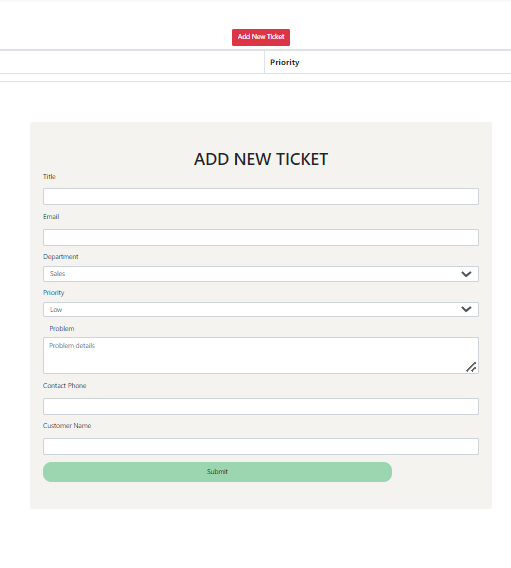 Add New Ticket
Priority
ADD NEW TICKET
Title
Email
Department
Sales
Priority
Low
Problem
Problem details
Contact Phone
Customer Name
Submit